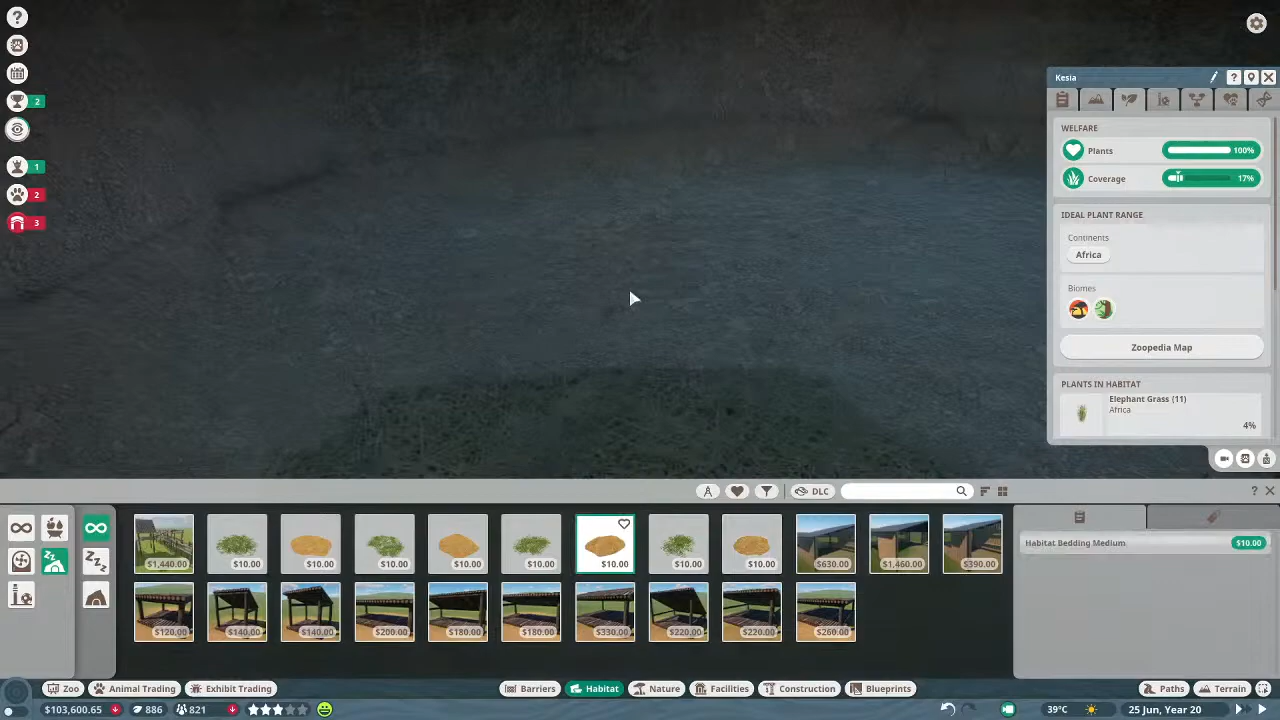 ?
2
1
2
3
Kesia
?
WELFARE
Plants 100%
Coverage 17%
IDEAL PLANT RANGE
Continents
Africa
Biomes
Zoopedia Map
PLANTS IN HABITAT
Elephant Grass (11)
Africa
4%
DLC
?
$1,440.00 $10.00 $10.00 $10.00 $10.00 $10.00 $10.00 $10.00 $10.00 $630.00 $1,460.00 $390.00
Habitat Bedding Medium $10.00
$120.00 $140.00 $140.00 $200.00 $180.00 $180.00 $330.00 $220.00 $220.00 $260.00
Zoo Animal Trading Exhibit Trading Barriers Habitat Nature Facilities Construction Blueprints Paths Terrain
$103,600.65 886 821 39°C 25 Jun, Year 20